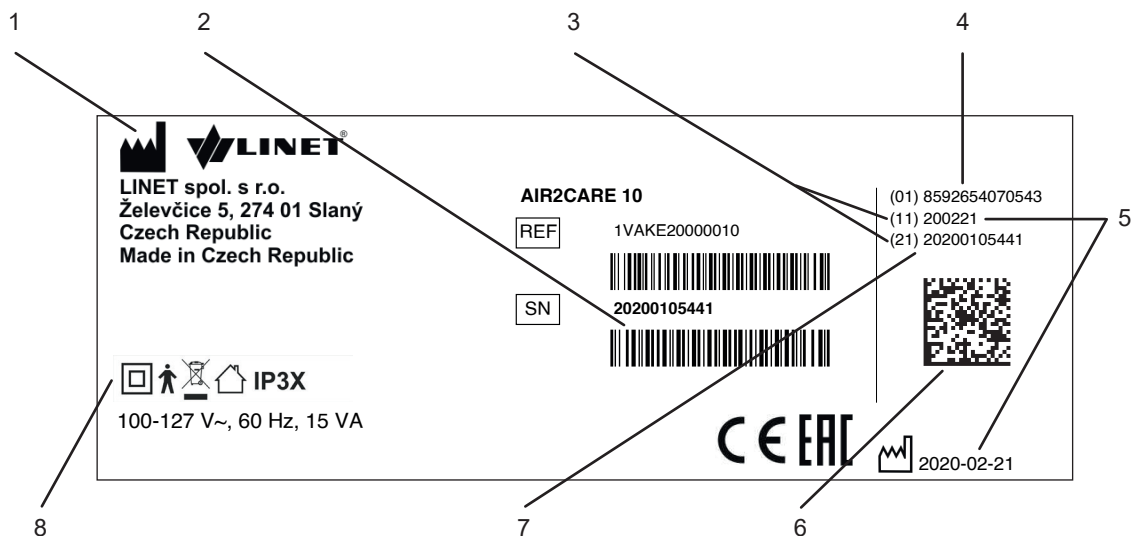 1
2
3
4
LINET®
LINET spol. s r.o.
Želevčice 5, 274 01 Slaný
Czech Republic
Made in Czech Republic
AIR2CARE 10
REF
1VAKE20000010
SN
20200105441
(01) 8592654070543
(11) 200221
(21) 20200105441
5
IP3X
100-127 V~, 60 Hz, 15 VA
CE EAC
2020-02-21
8
7
6